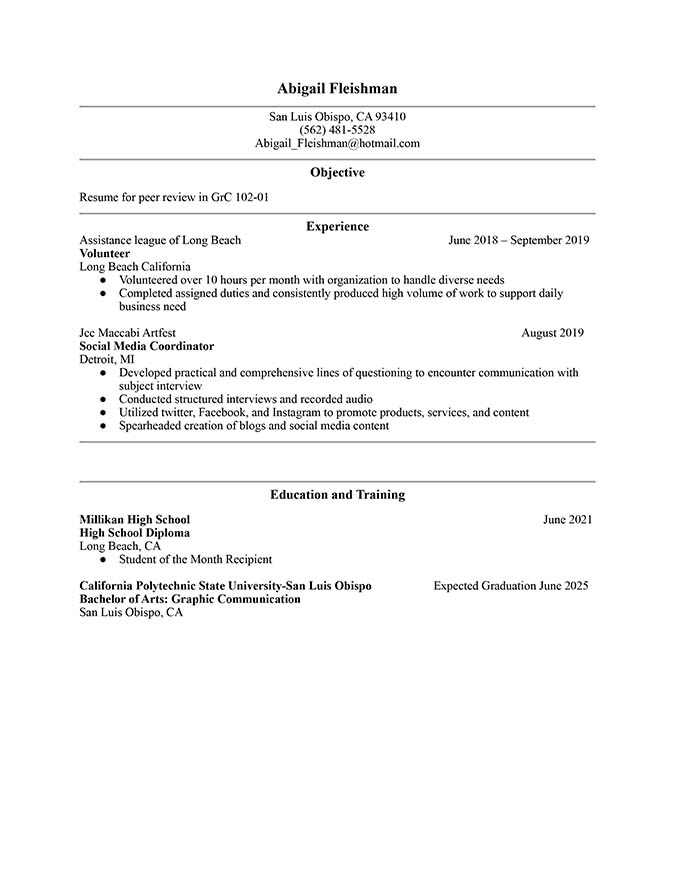 Abigail Fleishman
San Luis Obispo, CA 93410
(562) 481-5528
Abigail_Fleishman@hotmail.com
Objective
Resume for peer review in GrC 102-01
Experience
Assistance league of Long Beach June 2018 – September 2019
Volunteer
Long Beach California
● Volunteered over 10 hours per month with organization to handle diverse needs
● Completed assigned duties and consistently produced high volume of work to support daily
business need
Jcc Maccabi Artfest August 2019
Social Media Coordinator
Detroit, MI
● Developed practical and comprehensive lines of questioning to encounter communication with
subject interview
● Conducted structured interviews and recorded audio
● Utilized twitter, Facebook, and Instagram to promote products, services, and content
● Spearheaded creation of blogs and social media content
Education and Training
Millikan High School June 2021
High School Diploma
Long Beach, CA
● Student of the Month Recipient
California Polytechnic State University-San Luis Obispo Expected Graduation June 2025
Bachelor of Arts: Graphic Communication
San Luis Obispo, CA